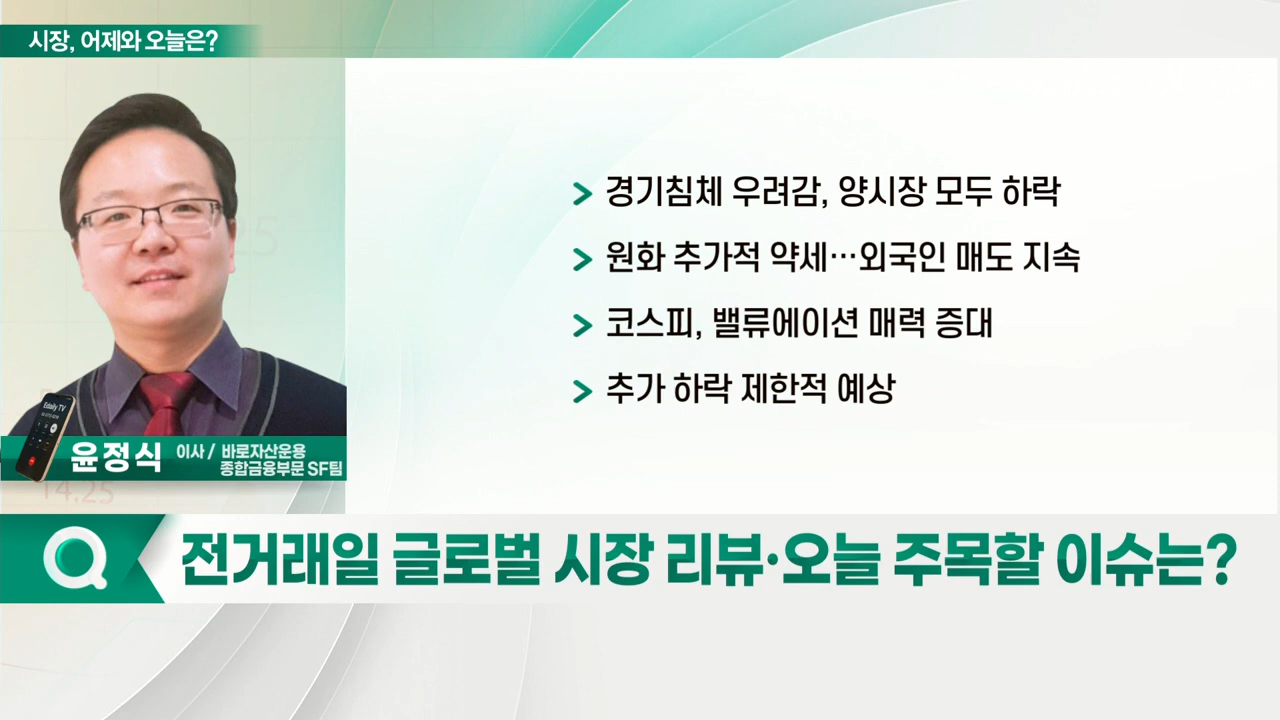 시장, 어제와 오늘은?
경기침체 우려감, 양시장 모두 하락
원화 추가적 약세…외국인 매도 지속
코스피, 밸류에이션 매력 증대
추가 하락 제한적 예상
Edaily TV
윤정식 이사 / 바로자산운용
종합금융부문 SF팀
14.25
전거래일 글로벌 시장 리뷰·오늘 주목할 이슈는?